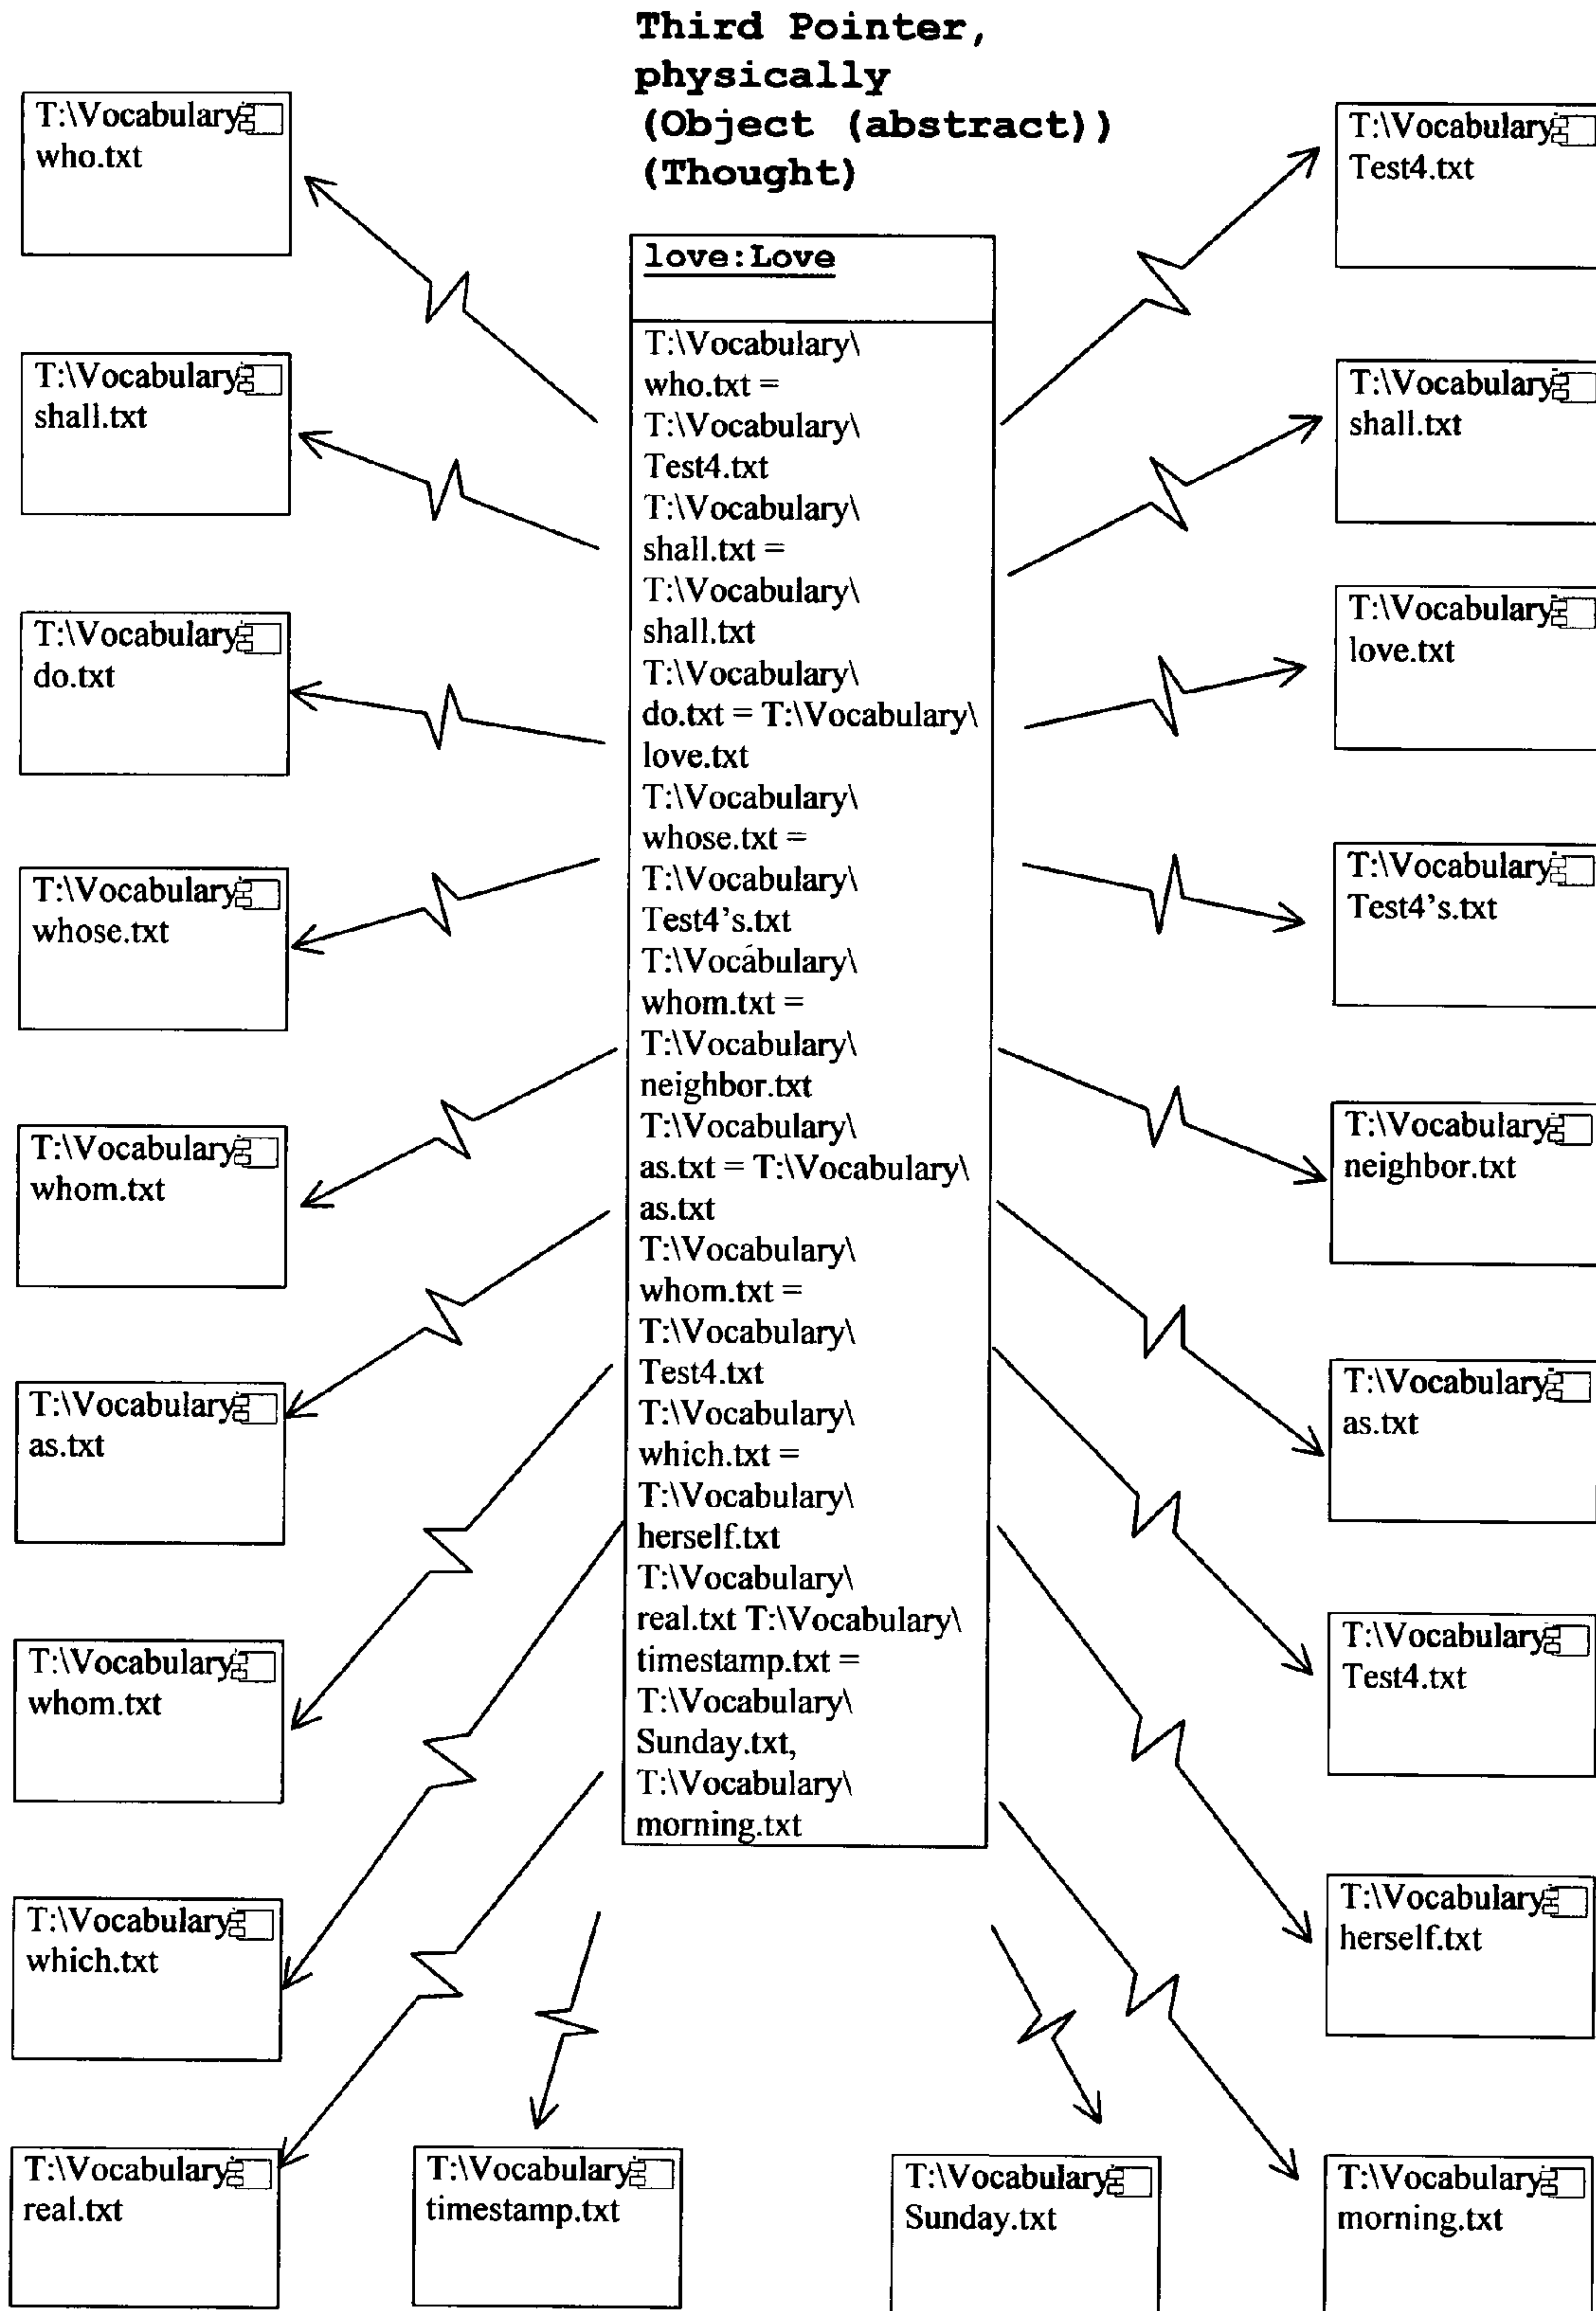 Third Pointer,
physically
(Object (abstract))
(Thought)
T:\Vocabulary
who.txt
T:\Vocabulary
shall.txt
T:\Vocabulary
do.txt
T:\Vocabulary
whose.txt
T:\Vocabulary
whom.txt
T:\Vocabulary
as.txt
T:\Vocabulary
whom.txt
T:\Vocabulary
which.txt
T:\Vocabulary
real.txt
love:Love
T:\Vocabulary\
who.txt =
T:\Vocabulary\
Test4.txt
T:\Vocabulary\
shall.txt =
T:\Vocabulary\
shall.txt
T:\Vocabulary\
do.txt = T:\Vocabulary\
love.txt
T:\Vocabulary\
whose.txt =
T:\Vocabulary\
Test4's.txt
T:\Vocabulary\
whom.txt =
T:\Vocabulary\
neighbor.txt
T:\Vocabulary\
as.txt = T:\Vocabulary\
as.txt
T:\Vocabulary\
whom.txt =
T:\Vocabulary\
Test4.txt
T:\Vocabulary\
which.txt =
T:\Vocabulary\
herself.txt
T:\Vocabulary\
real.txt T:\Vocabulary\
timestamp.txt =
T:\Vocabulary\
Sunday.txt,
T:\Vocabulary\
morning.txt
T:\Vocabulary
timestamp.txt
T:\Vocabulary
Sunday.txt
T:\Vocabulary
Test4.txt
T:\Vocabulary
shall.txt
T:\Vocabulary
love.txt
T:\Vocabulary
Test4's.txt
T:\Vocabulary
neighbor.txt
T:\Vocabulary
as.txt
T:\Vocabulary
Test4.txt
T:\Vocabulary
herself.txt
T:\Vocabulary
morning.txt